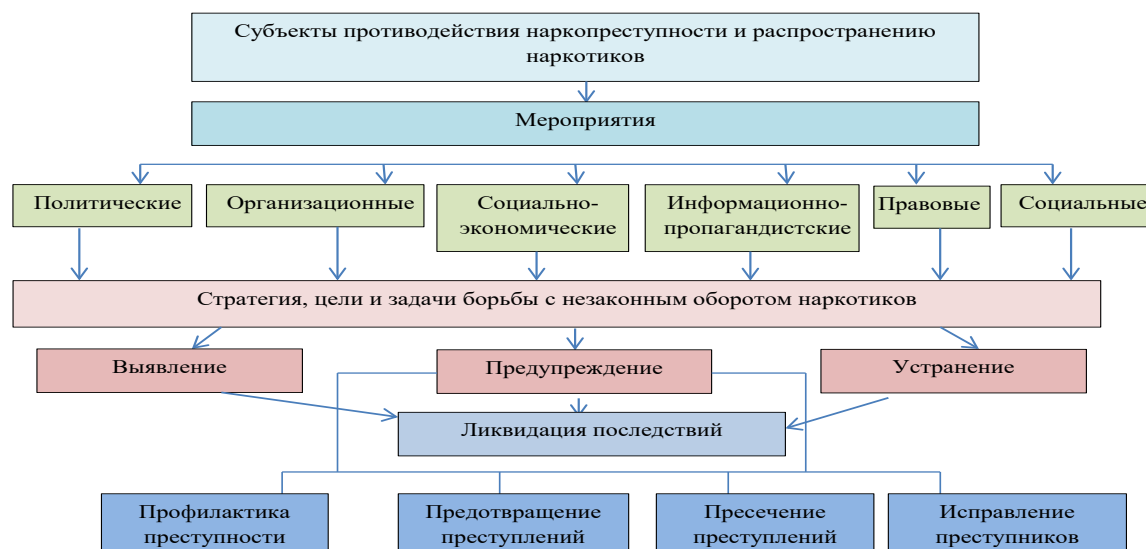 Субъекты противодействия наркопреступности и распространению
наркотиков
Мероприятия
Политические
Организационные
Социально-
экономические
Информационно-
пропагандистские
Правовые
Социальные
Стратегия, цели и задачи борьбы с незаконным оборотом наркотиков
Выявление
Предупреждение
Устранение
Ликвидация последствий
Профилактика
преступности
Предотвращение
преступлений
Пресечение
преступлений
Исправление
преступников